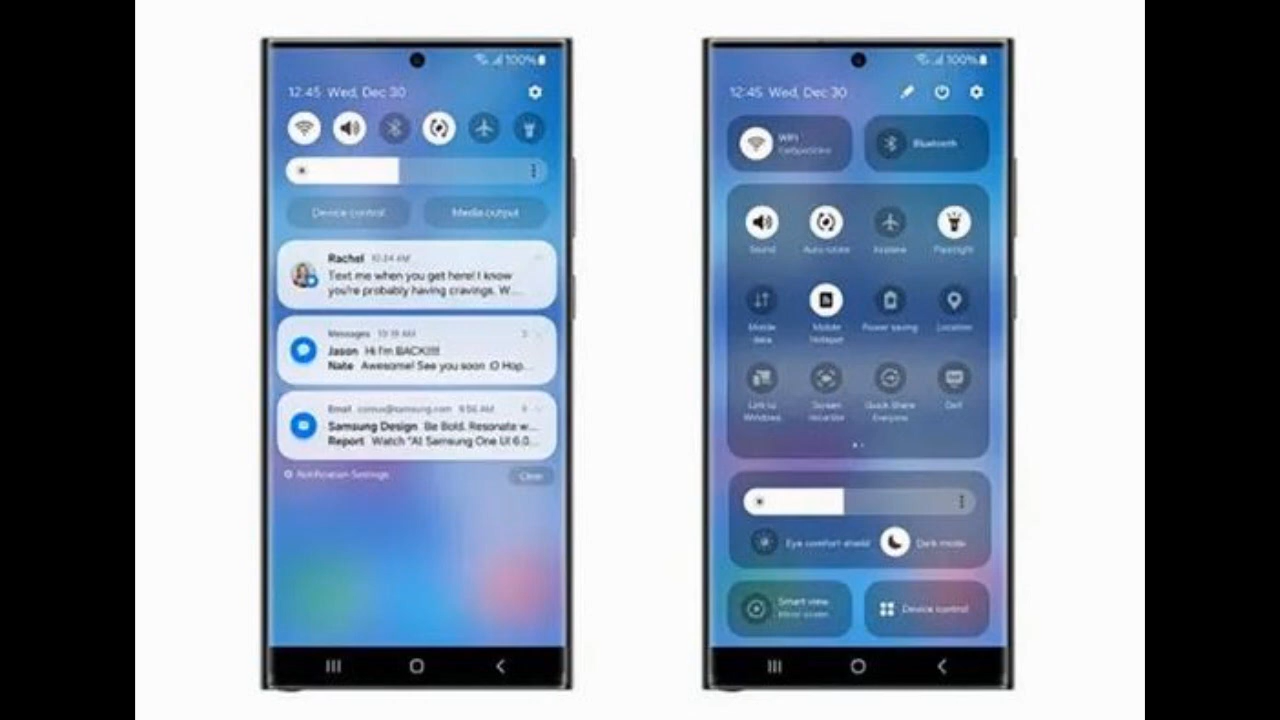 100%
12:45 Wed, Dec 30
Device control
Media output
Rachel 10:24 AM
Text me when you get here! I know
you're probably having cravings. W...
Messages 10:18 AM 2
Jason Hi I'm BACK!!!!
Nate Awesome! See you soon :O Hop...
Email @samsung.com 8:56 AM
Samsung Design Be Bold. Resonate w...
Report Watch "At Samsung One UI 6.0...
Notification Settings
Clear
100%
12:45 Wed, Dec 30
WiFi
Bluetooth
Sound
Auto rotate
Airplane
Flashlight
Mobile
data
Mobile
Hotspot
Power saving
Location
Link to
Windows
Screen
recorder
Quick Share
Everyone
Eye comfort shield
Dark mode
Smart view
Mirror screen
Device control